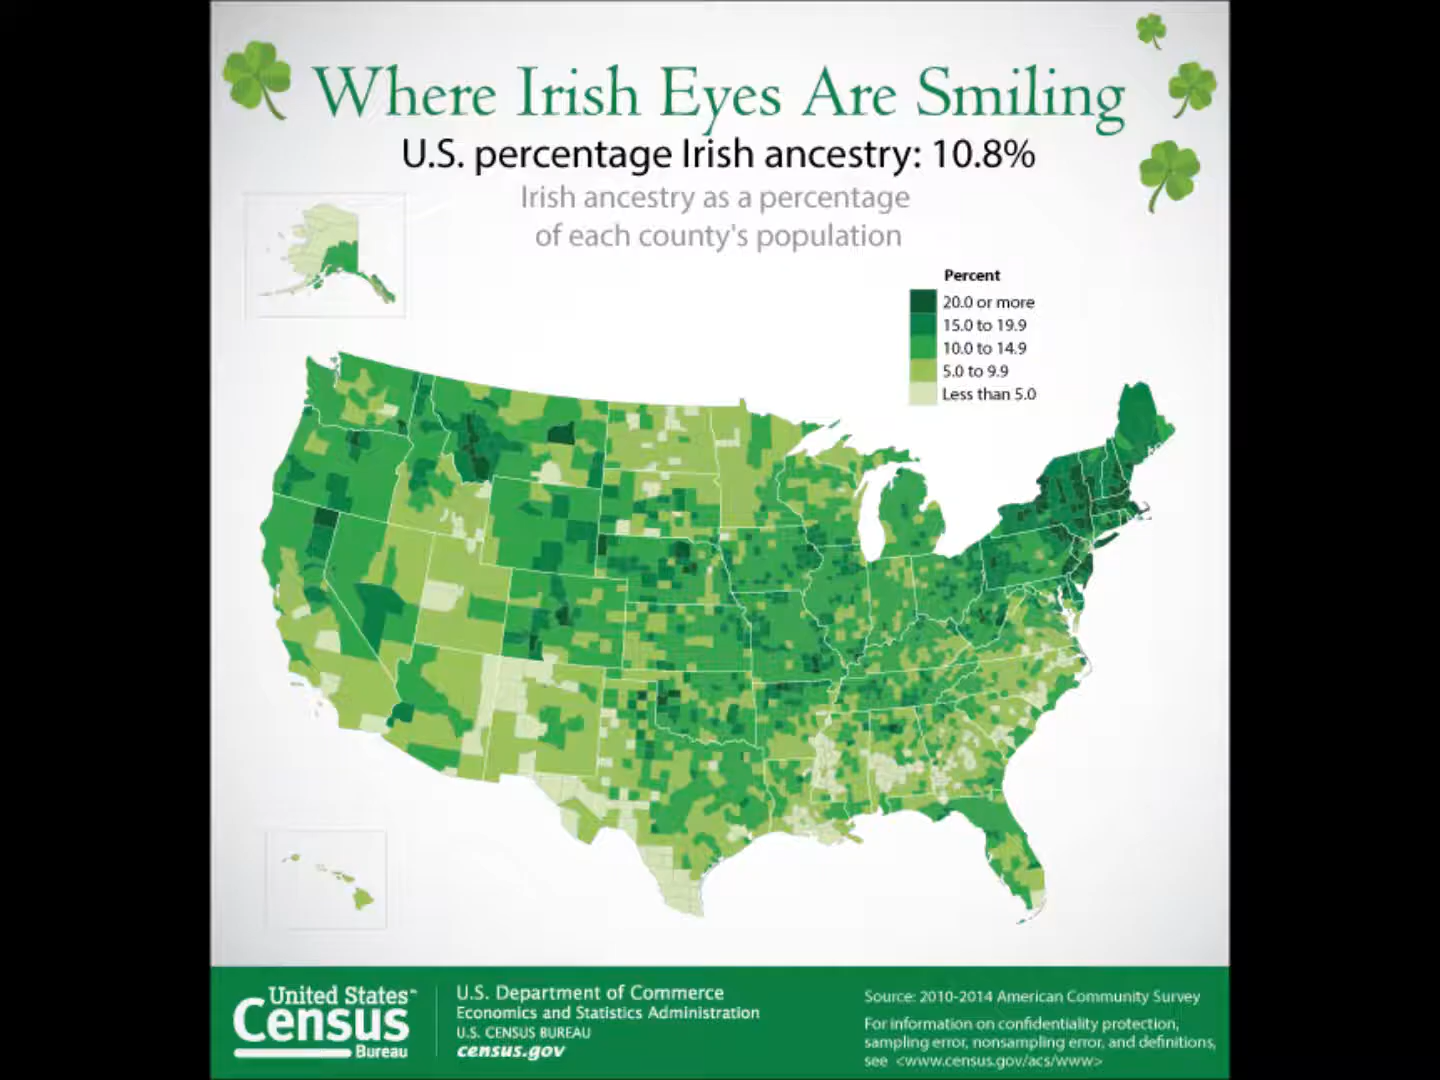 Where Irish Eyes Are Smiling
U.S. percentage Irish ancestry: 10.8%
Irish ancestry as a percentage
of each county's population
Percent
20.0 or more
15.0 to 19.9
10.0 to 14.9
5.0 to 9.9
Less than 5.0
United States™
Census
Bureau
U.S. Department of Commerce
Economics and Statistics Administration
U.S. CENSUS BUREAU
census.gov
Source: 2010-2014 American Community Survey
For information on confidentiality protection,
sampling error, nonsampling error, and definitions,
see <www.census.gov/acs/www>